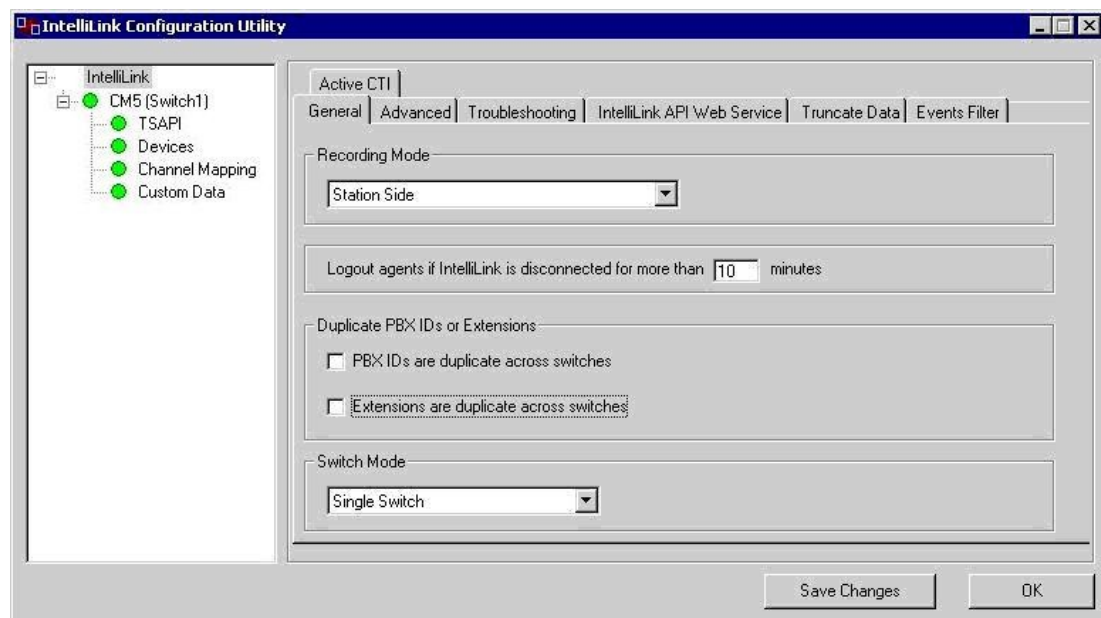 IntelliLink Configuration Utility
IntelliLink
CM5 (Switch1)
TSAPI
Devices
Channel Mapping
Custom Data
Active CTI
General Advanced Troubleshooting IntelliLink API Web Service Truncate Data Events Filter
Recording Mode
Station Side
Logout agents if IntelliLink is disconnected for more than 10 minutes
Duplicate PBX IDs or Extensions
PBX IDs are duplicate across switches
Extensions are duplicate across switches
Switch Mode
Single Switch
Save Changes OK